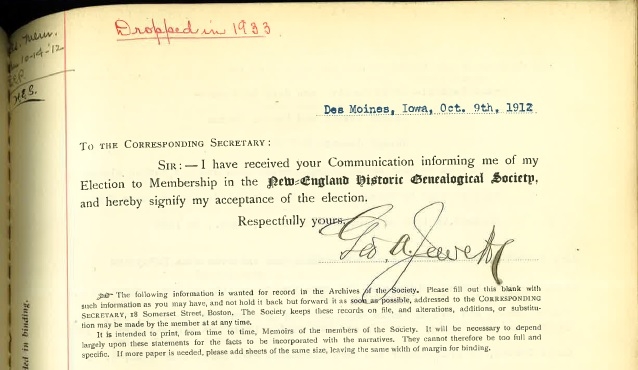 Dropped in 1933
10-14-'12
H.E.S.
Des Moines, Iowa, Oct. 9th, 1912
TO THE CORRESPONDING SECRETARY:
SIR:—I have received your Communication informing me of my
Election to Membership in the New-England Historic Genealogical Society,
and hereby signify my acceptance of the election.
Respectfully yours,
Geo. A. Jewett
The following information is wanted for record in the Archives of the Society. Please fill out this blank with
such information as you may have, and not hold it back but forward it as soon as possible, addressed to the CORRESPONDING
SECRETARY, 18 Somerset Street, Boston. The Society keeps these records on file, and alterations, additions, or substitu-
tion may be made by the member at at any time.
It is intended to print, from time to time, Memoirs of the members of the Society. It will be necessary to depend
largely upon these statements for the facts to be incorporated with the narratives. They cannot therefore be too full and
specific. If more paper is needed, please add sheets of the same size, leaving the same width of margin for binding.
in binding.